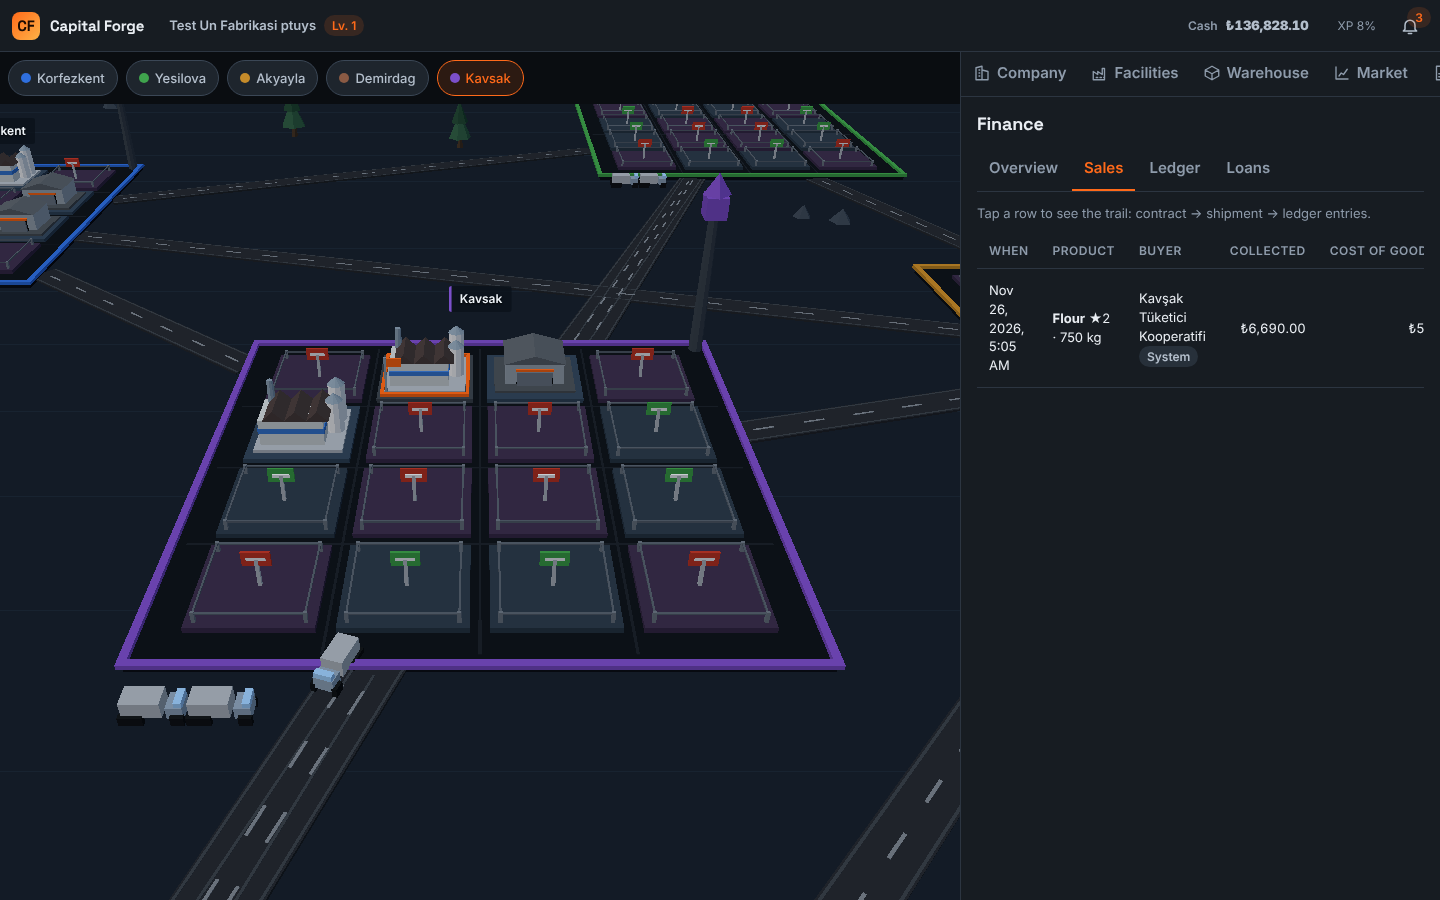 CF Capital Forge Test Un Fabrikasi ptuys Lv. 1 Cash ₺136,828.10 XP 8% 3
Korfezkent Yesilova Akyayla Demirdag Kavsak
Company Facilities Warehouse Market
kent
Kavsak
Finance
Overview Sales Ledger Loans
Tap a row to see the trail: contract → shipment → ledger entries.
WHEN PRODUCT BUYER COLLECTED COST OF GOOD
Nov
26,
2026,
5:05
AM
Flour ★2
· 750 kg
Kavşak
Tüketici
Kooperatifi
System
₺6,690.00
₺5